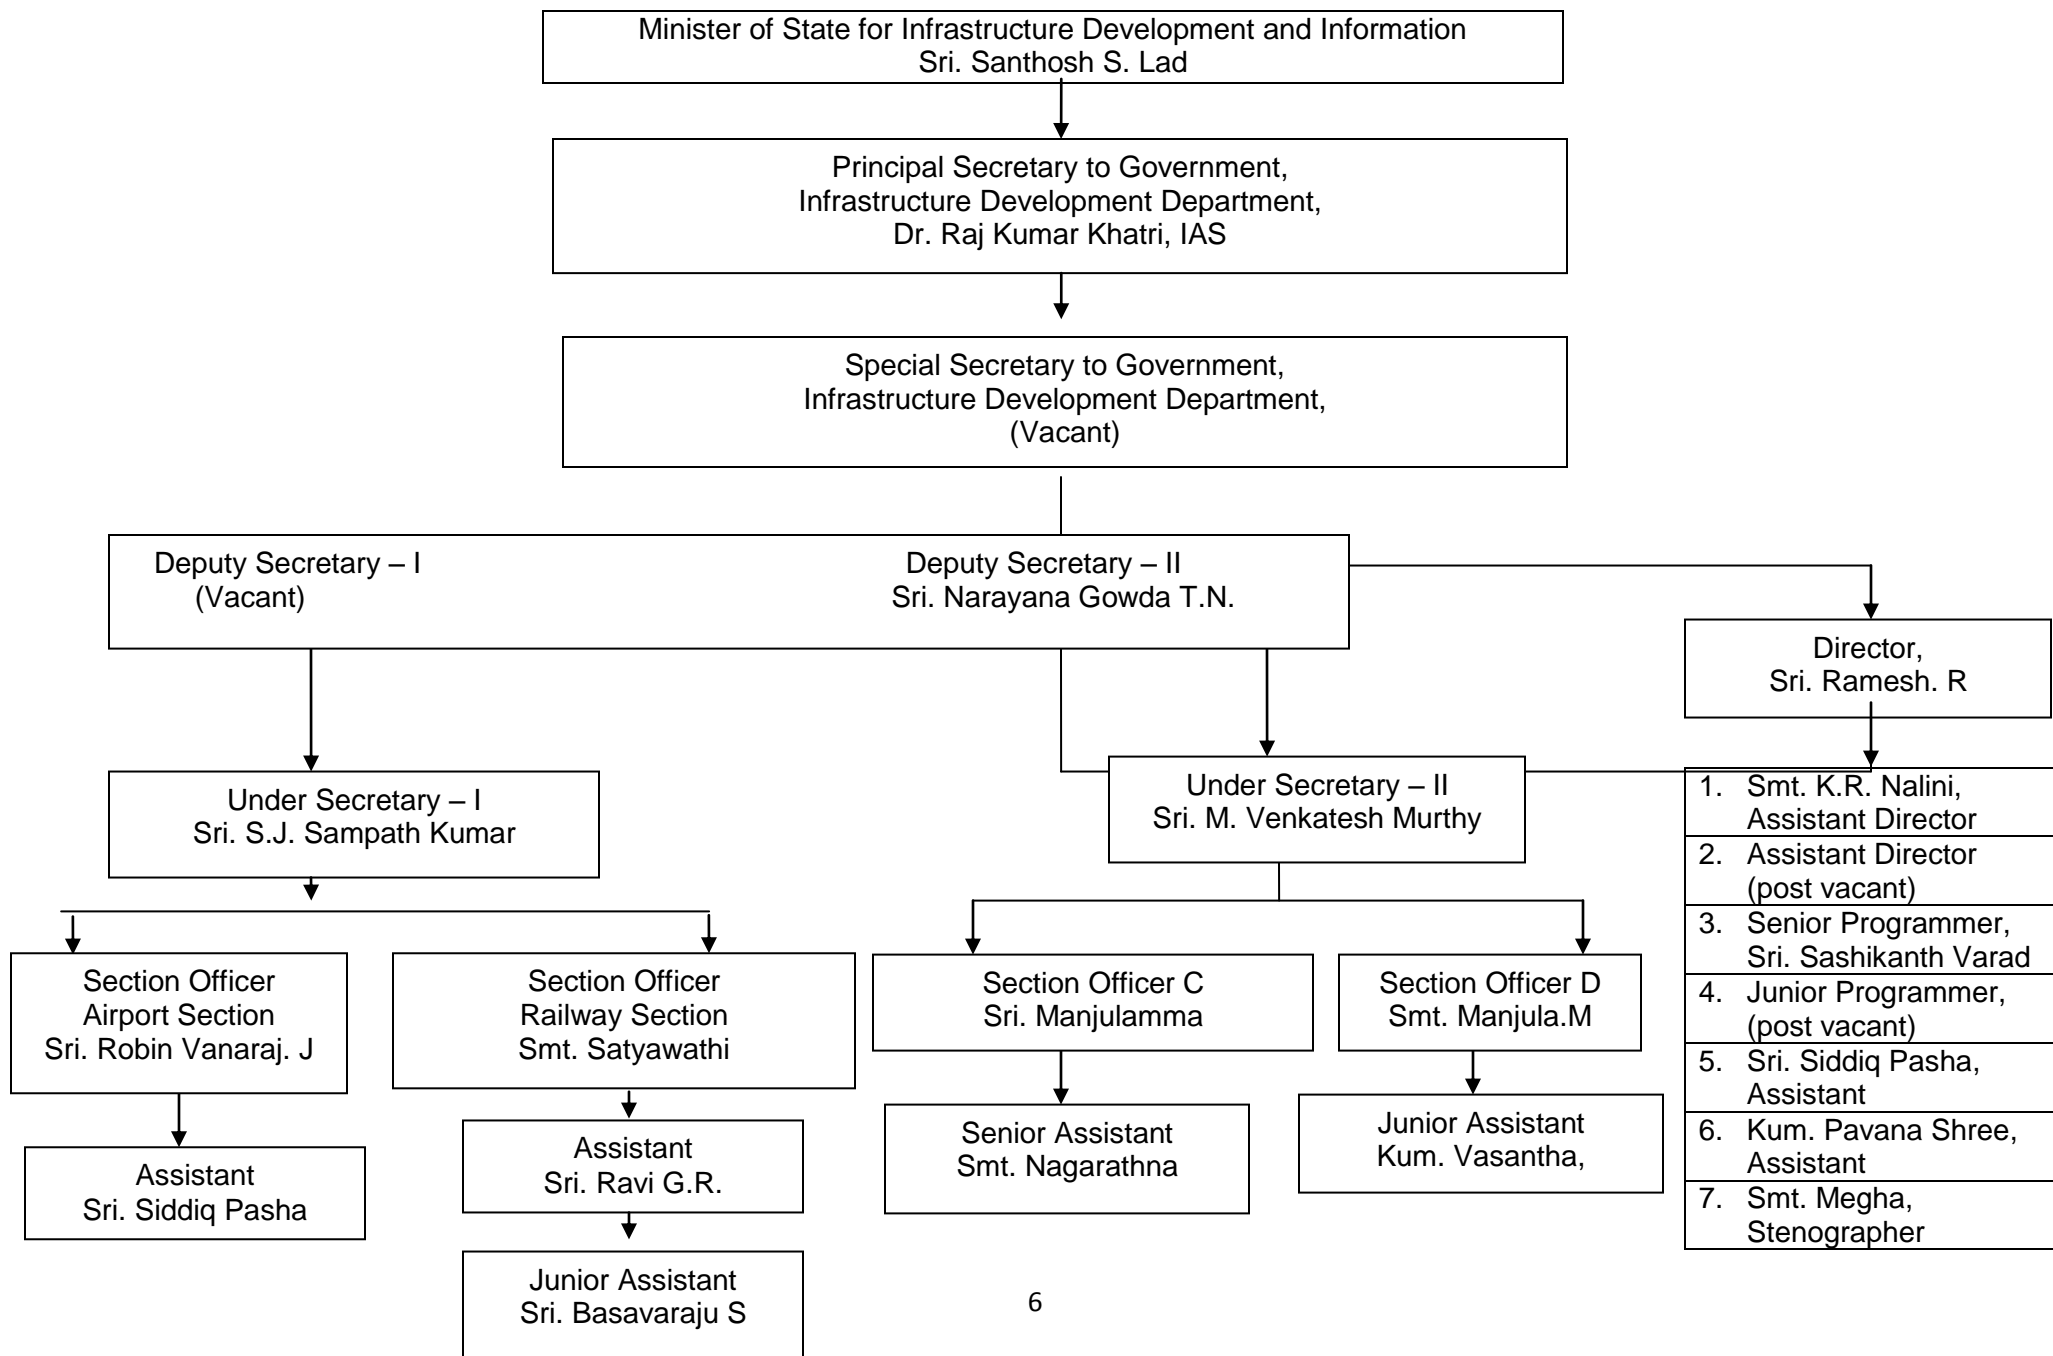 Minister of State for Infrastructure Development and Information
Sri. Santhosh S. Lad
Principal Secretary to Government,
Infrastructure Development Department,
Dr. Raj Kumar Khatri, IAS
Special Secretary to Government,
Infrastructure Development Department,
(Vacant)
Deputy Secretary – I
(Vacant)
Deputy Secretary – II
Sri. Narayana Gowda T.N.
Director,
Sri. Ramesh. R
Under Secretary – I
Sri. S.J. Sampath Kumar
Under Secretary – II
Sri. M. Venkatesh Murthy
Section Officer
Airport Section
Sri. Robin Vanaraj. J
Section Officer
Railway Section
Smt. Satyawathi
Section Officer C
Sri. Manjulamma
Section Officer D
Smt. Manjula.M
Assistant
Sri. Siddiq Pasha
Assistant
Sri. Ravi G.R.
Senior Assistant
Smt. Nagarathna
Junior Assistant
Kum. Vasantha,
Junior Assistant
Sri. Basavaraju S
1. Smt. K.R. Nalini,
Assistant Director
2. Assistant Director
(post vacant)
3. Senior Programmer,
Sri. Sashikanth Varad
4. Junior Programmer,
(post vacant)
5. Sri. Siddiq Pasha,
Assistant
6. Kum. Pavana Shree,
Assistant
7. Smt. Megha,
Stenographer
6